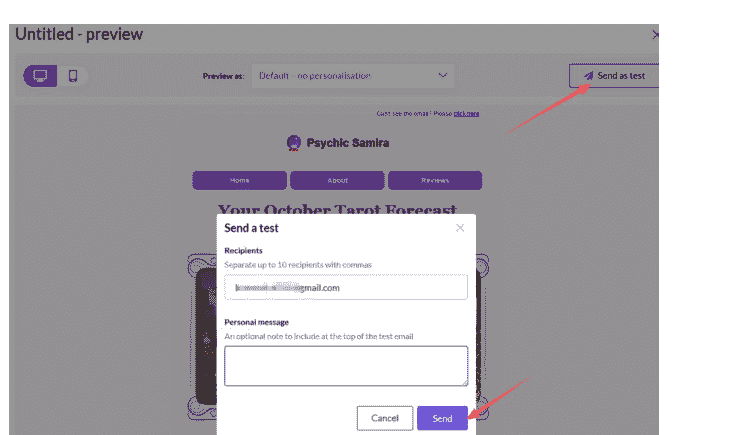 Untitled - preview
Preview as: Default - no personalisation
Send as test
Can't see the email? Please click here
Psychic Samira
Home About Reviews
Your October Tarot Forecast
Send a test
Recipients
Separate up to 10 recipients with commas
@gmail.com
Personal message
An optional note to include at the top of the test email
Cancel Send